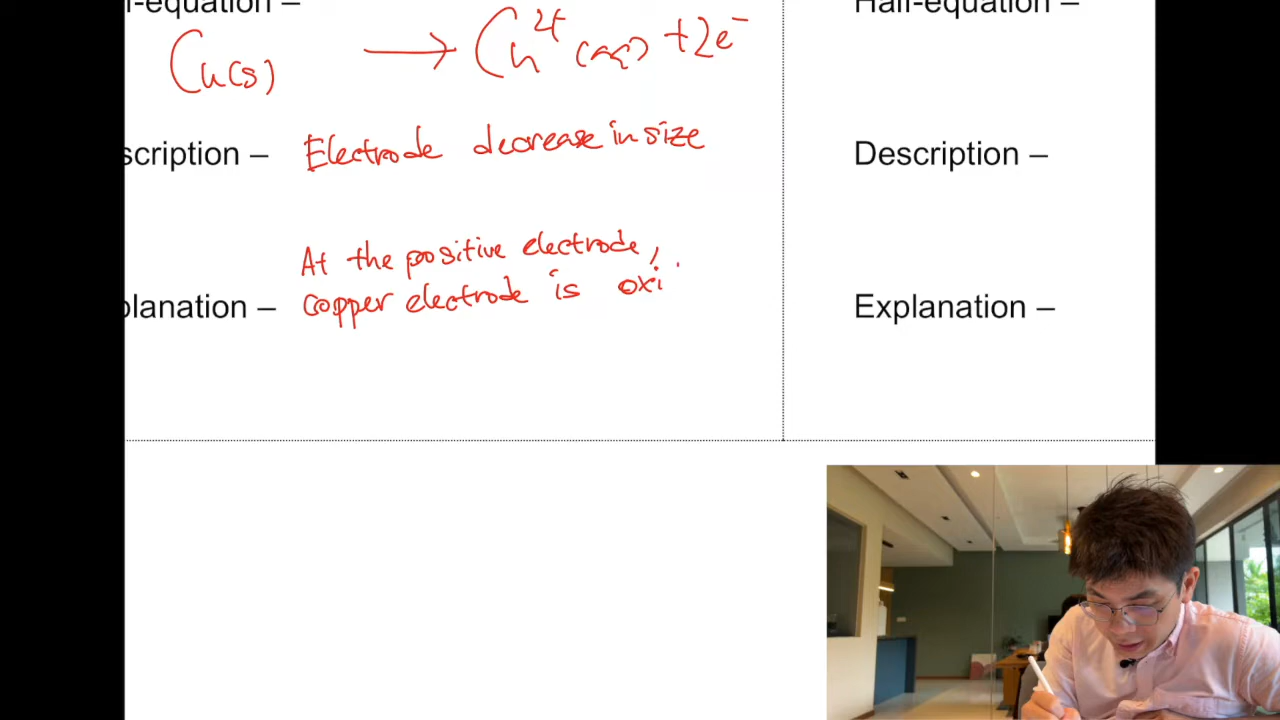 -equation –
Cu(s) → Cu²⁺ (aq) + 2e⁻
scription – Electrode decrease in size
At the positive electrode,
planation – copper electrode is oxi
Half-equation –
Description –
Explanation –